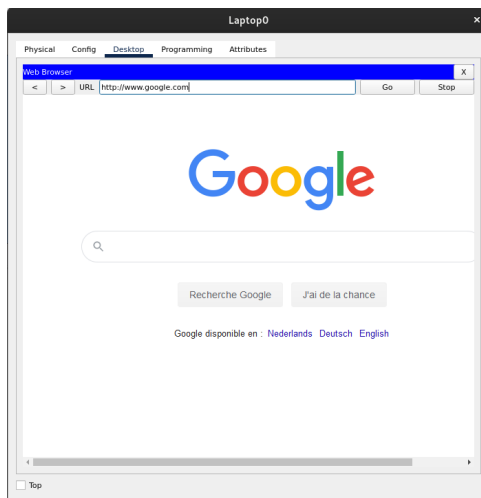 Laptop0 ×
Physical Config Desktop Programming Attributes
Web Browser X
< > URL http://www.google.com Go Stop
Google
Recherche Google J'ai de la chance
Google disponible en : Nederlands Deutsch English
Top